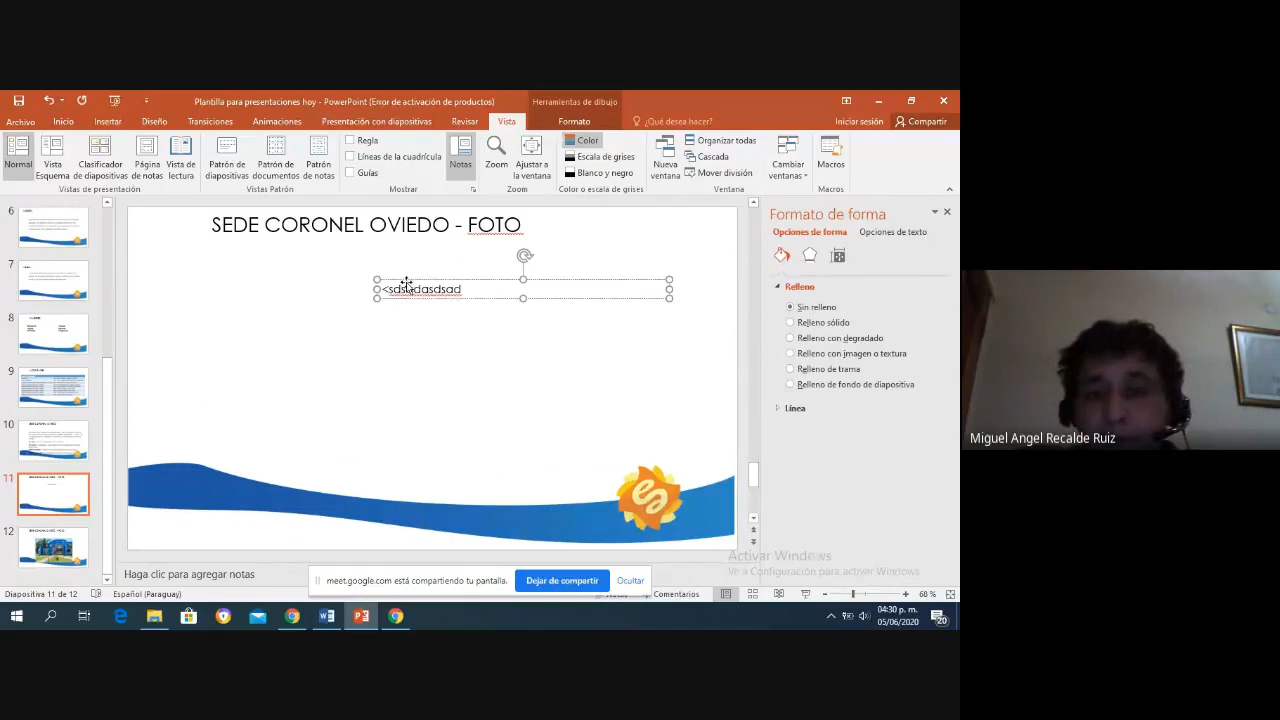 Plantilla para presentaciones hoy - PowerPoint (Error de activación de productos)
Herramientas de dibujo
Archivo Inicio Insertar Diseño Transiciones Animaciones Presentación con diapositivas Revisar Vista Formato ¿Qué desea hacer? Iniciar sesión Compartir
Normal
Vista Esquema
Clasificador de diapositivas
Página de notas
Vista de lectura
Vistas de presentación
Patrón de diapositivas
Patrón de documentos
Patrón de notas
Vistas Patrón
Regla
Líneas de la cuadrícula
Guías
Mostrar
Notas
Zoom
Ajustar a la ventana
Zoom
Color
Escala de grises
Blanco y negro
Color o escala de grises
Nueva ventana
Organizar todas
Cascada
Mover división
Ventana
Cambiar ventanas
Macros
Macros
6
7
8
9
10
11
12
SEDE CORONEL OVIEDO - FOTO
Formato de forma
Opciones de forma Opciones de texto
Relleno
Sin relleno
Relleno sólido
Relleno con degradado
Relleno con imagen o textura
Relleno de trama
Relleno de fondo de diapositiva
Línea
Miguel Angel Recalde Ruiz
Activar Windows
Ve a Configuración para activar Windows.
Haga clic para agregar notas
meet.google.com está compartiendo tu pantalla.
Dejar de compartir
Ocultar
Diapositiva 11 de 12 Español (Paraguay) Comentarios 68 %
04:30 p. m.
05/06/2020
20